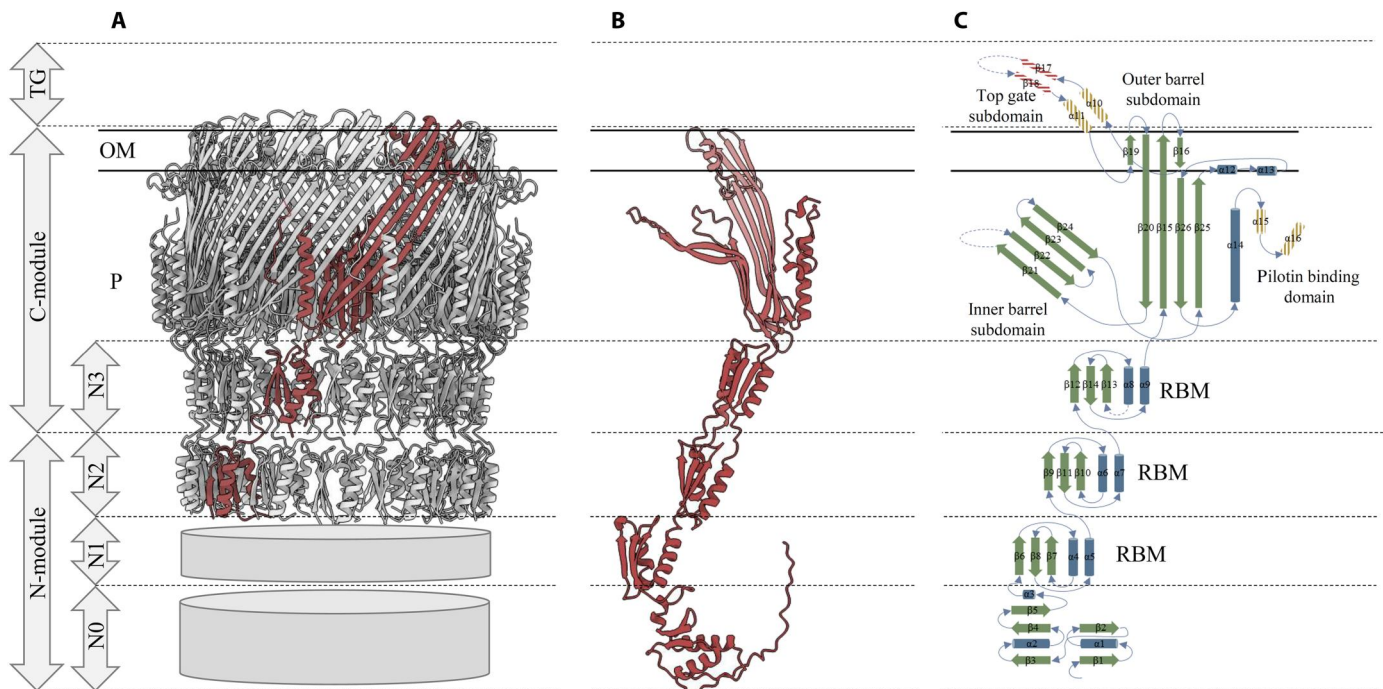 A
B
C
TG
C-module
N-module
N3
N2
N1
N0
OM
P
β17
β18
α10
α11
Top gate
subdomain
Outer barrel
subdomain
β19
β16
α12
α13
β24
β23
β22
β21
β20
β15
β26
β25
α14
α15
α16
Pilotin binding
domain
Inner barrel
subdomain
β12
β14
β13
α8
α9
RBM
β9
β11
β10
α6
α7
RBM
β6
β8
β7
α4
α5
RBM
α3
β5
β4
β2
α2
α1
β3
β1